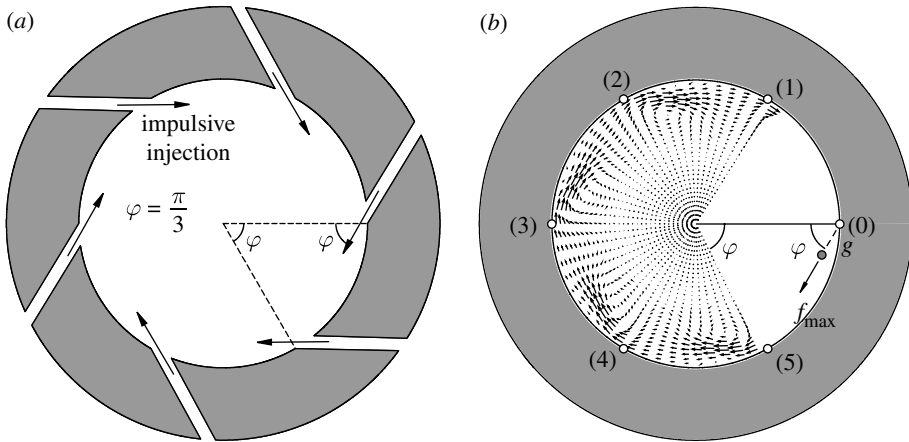 (a)
impulsive
injection
φ = π/3
φ
φ
(b)
(0)
(1)
(2)
(3)
(4)
(5)
φ
φ
g
f_max